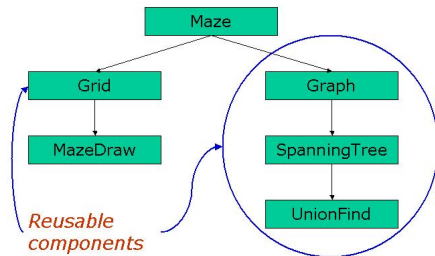 Maze
Grid
Graph
MazeDraw
SpanningTree
UnionFind
Reusable
components